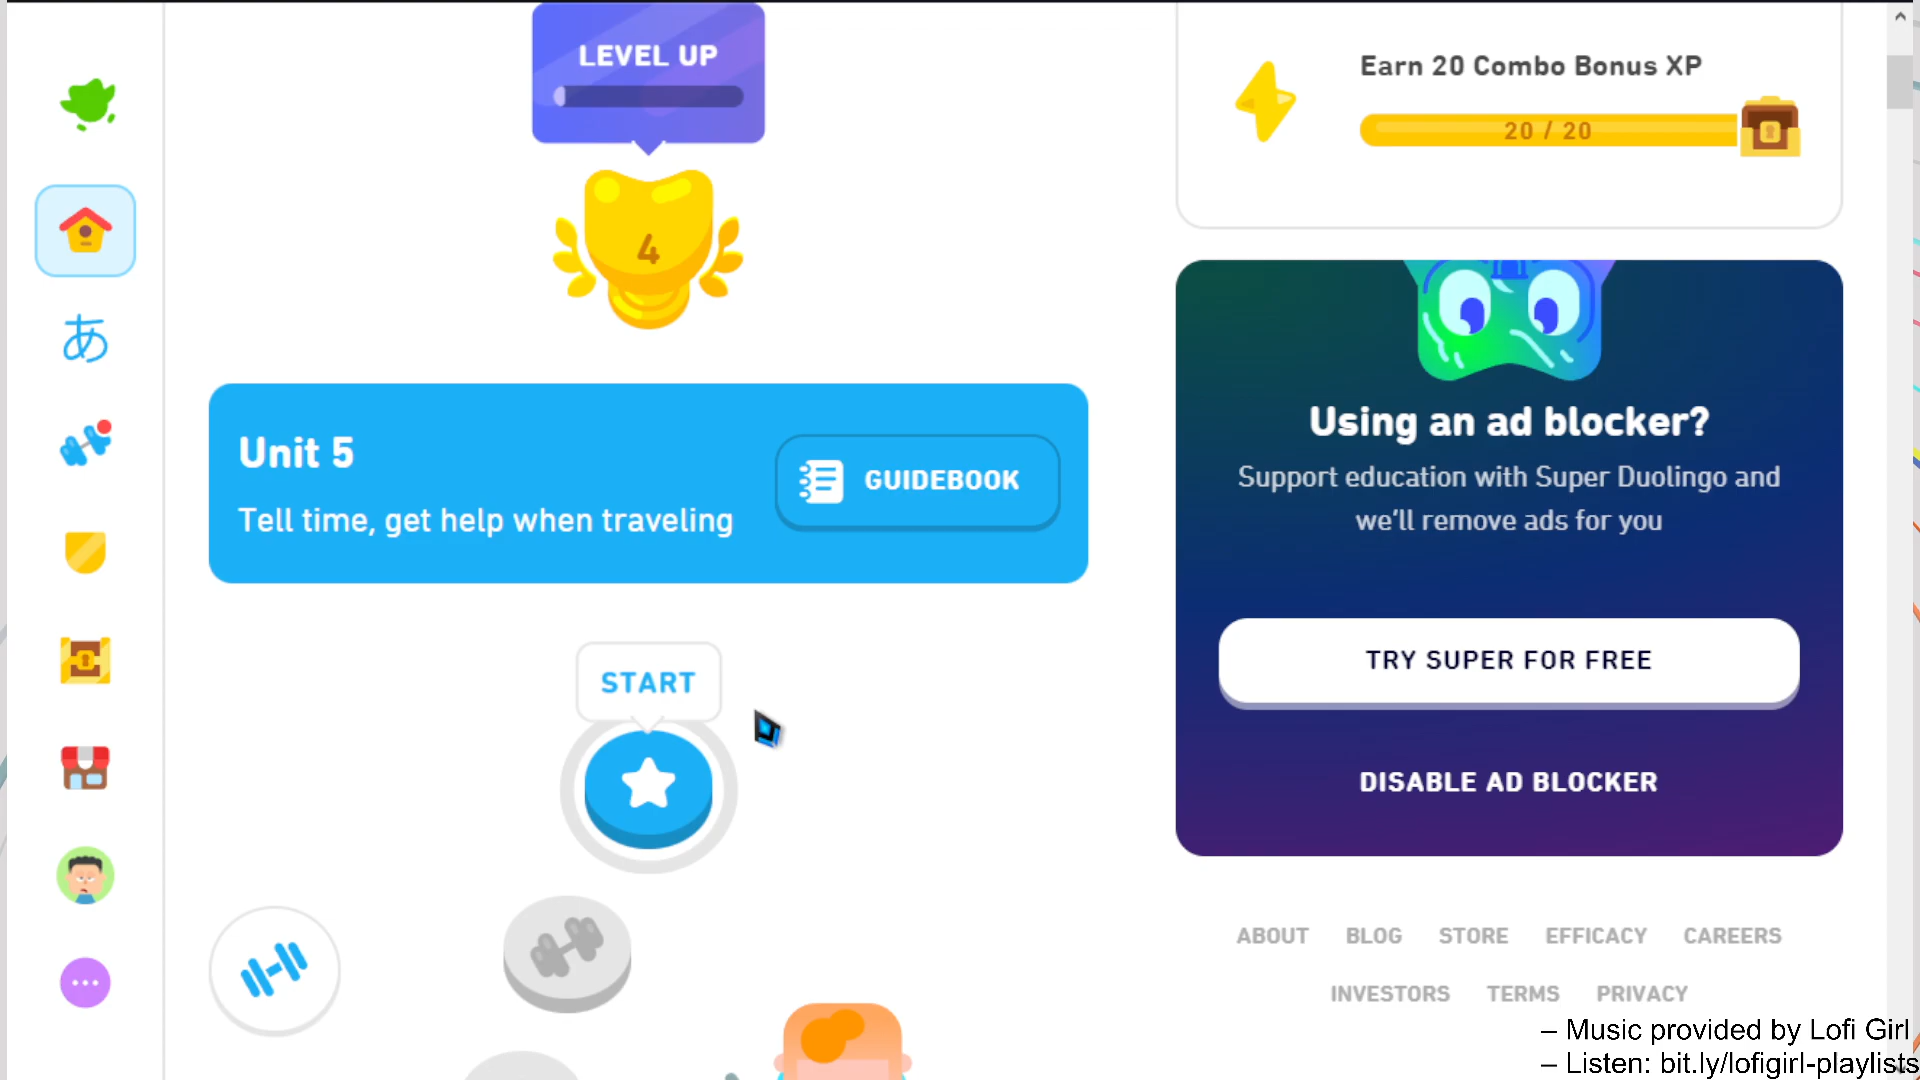 LEVEL UP
4
Unit 5
Tell time, get help when traveling
GUIDEBOOK
START
あ
Earn 20 Combo Bonus XP
20 / 20
Using an ad blocker?
Support education with Super Duolingo and
we'll remove ads for you
TRY SUPER FOR FREE
DISABLE AD BLOCKER
ABOUT BLOG STORE EFFICACY CAREERS
INVESTORS TERMS PRIVACY
– Music provided by Lofi Girl
– Listen: bit.ly/lofigirl-playlists